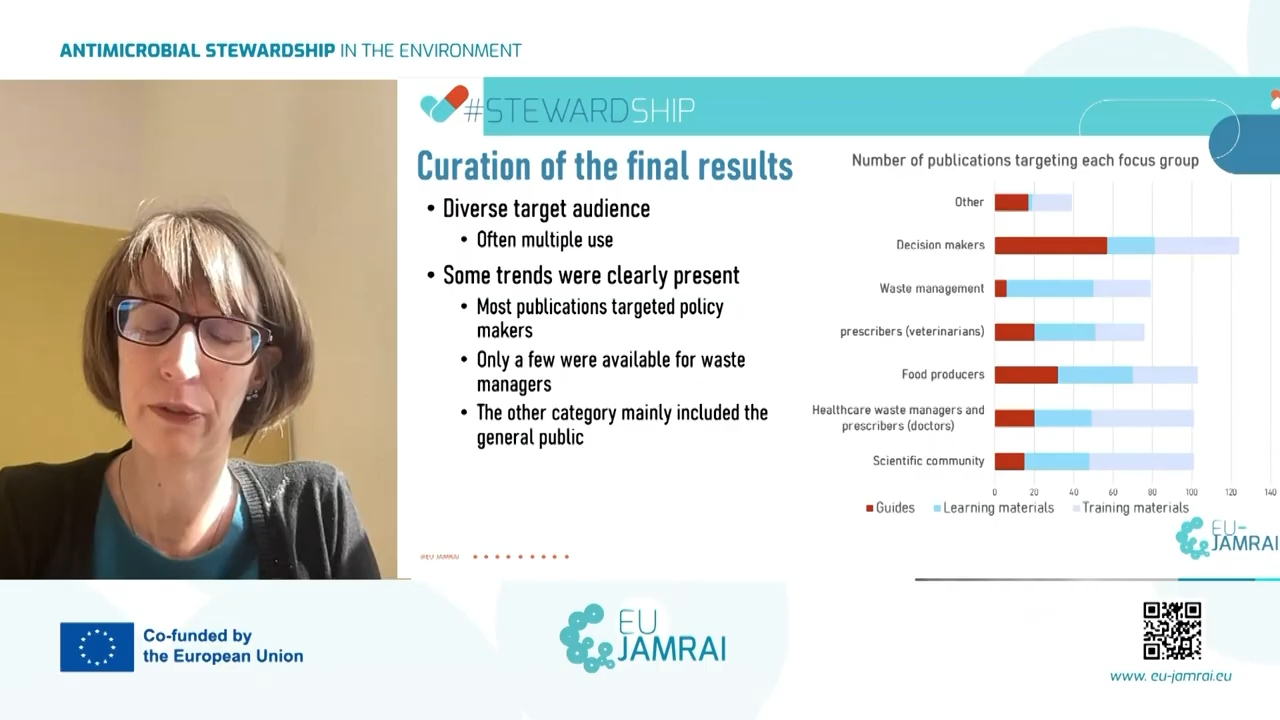 ANTIMICROBIAL STEWARDSHIP IN THE ENVIRONMENT
#STEWARDSHIP
Curation of the final results
• Diverse target audience
• Often multiple use
• Some trends were clearly present
• Most publications targeted policy
makers
• Only a few were available for waste
managers
• The other category mainly included the
general public
Number of publications targeting each focus group
Other
Decision makers
Waste management
prescribers (veterinarians)
Food producers
Healthcare waste managers and
prescribers (doctors)
Scientific community
0 20 40 60 80 100 120 140
Guides Learning materials Training materials
@EU JAMRAI
EU-
JAMRAI
Co-funded by
the European Union
EU
JAMRAI
www. eu-jamrai.eu